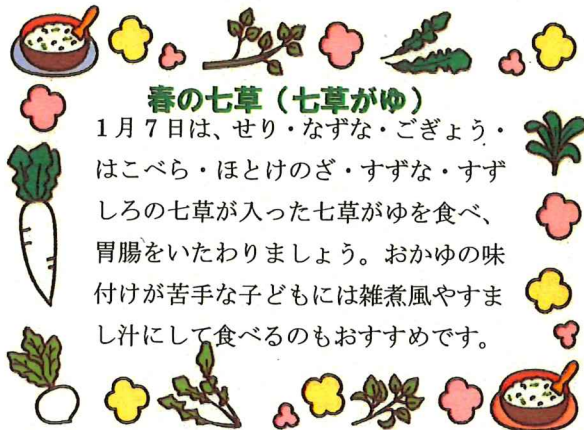 春の七草（七草がゆ）
1月7日は、せり・なずな・ごぎょう・
はこべら・ほとけのざ・すずな・すず
しろの七草が入った七草がゆを食べ、
胃腸をいたわりましょう。おかゆの味
付けが苦手な子どもには雑煮風やすま
し汁にして食べるのもおすすめです。